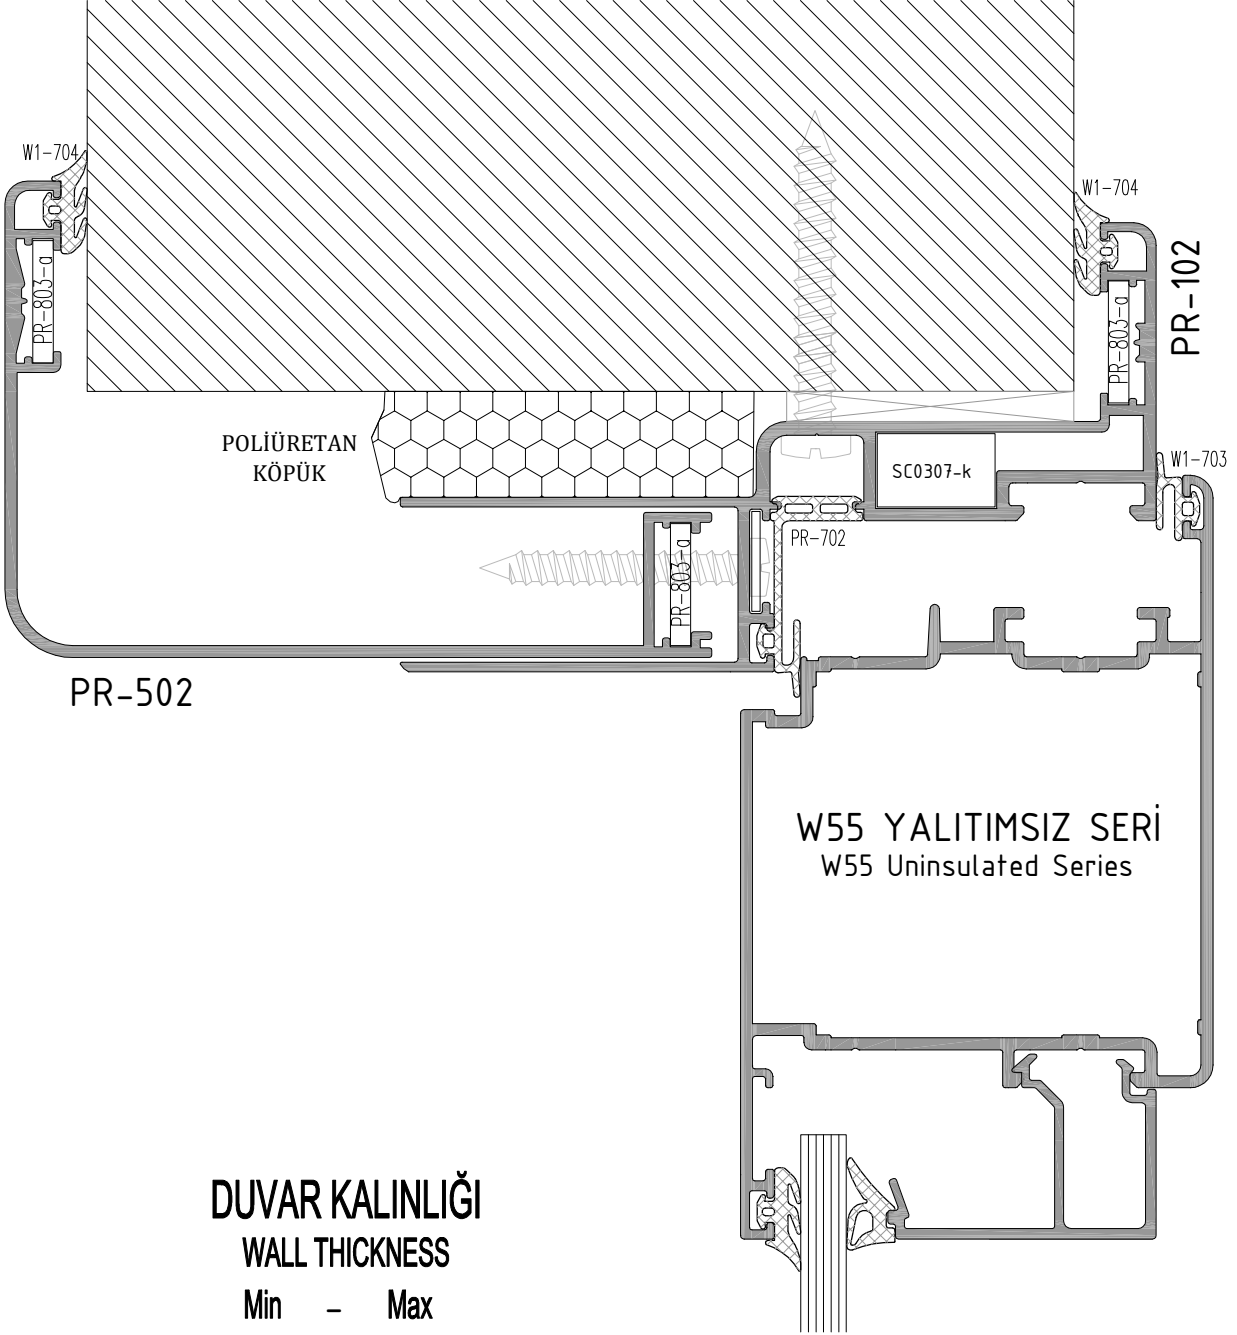 W1-704
W1-704
PR-803-a
PR-102
PR-803-a
POLİÜRETAN
KÖPÜK
SC0307-k
W1-703
PR-702
PR-803-a
PR-502
W55 YALITIMSIZ SERİ
W55 Uninsulated Series
DUVAR KALINLIĞI
WALL THICKNESS
Min - Max